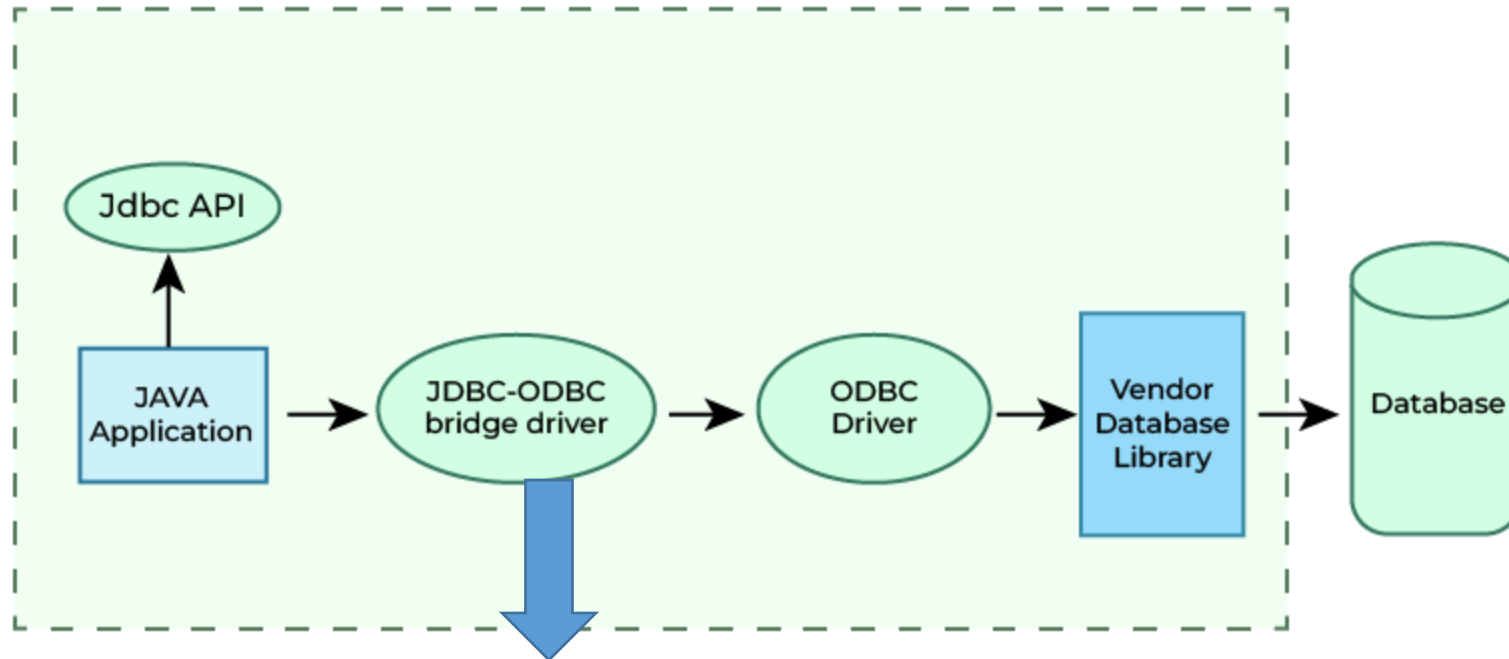 Jdbc API
JAVA
Application
JDBC-ODBC
bridge driver
ODBC
Driver
Vendor
Database
Library
Database